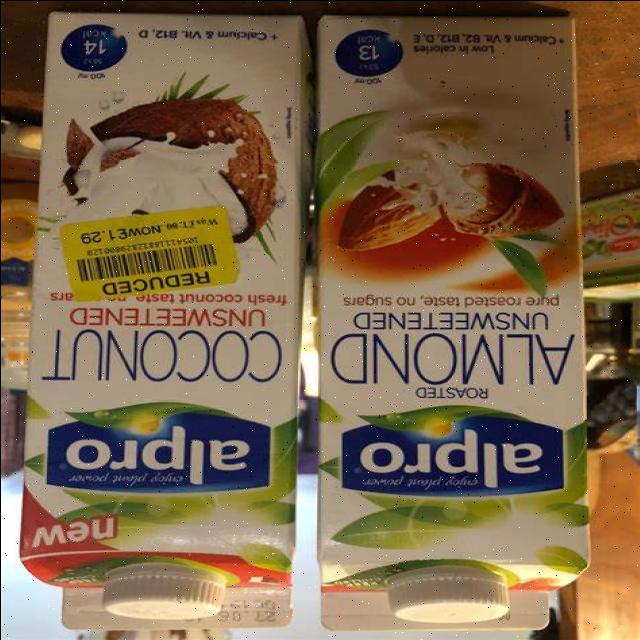 alpro
enjoy plant power
ROASTED
ALMOND
UNSWEETENED
pure roasted taste, no sugars
Low in calories
+ Calcium & Vit. B2, B12, D, E
100 ml
13
kcal
new
alpro
enjoy plant power
COCONUT
UNSWEETENED
fresh coconut taste, no
REDUCED
NOW£1.29
+ Calcium & Vit. B12, D
100 ml
14
kcal